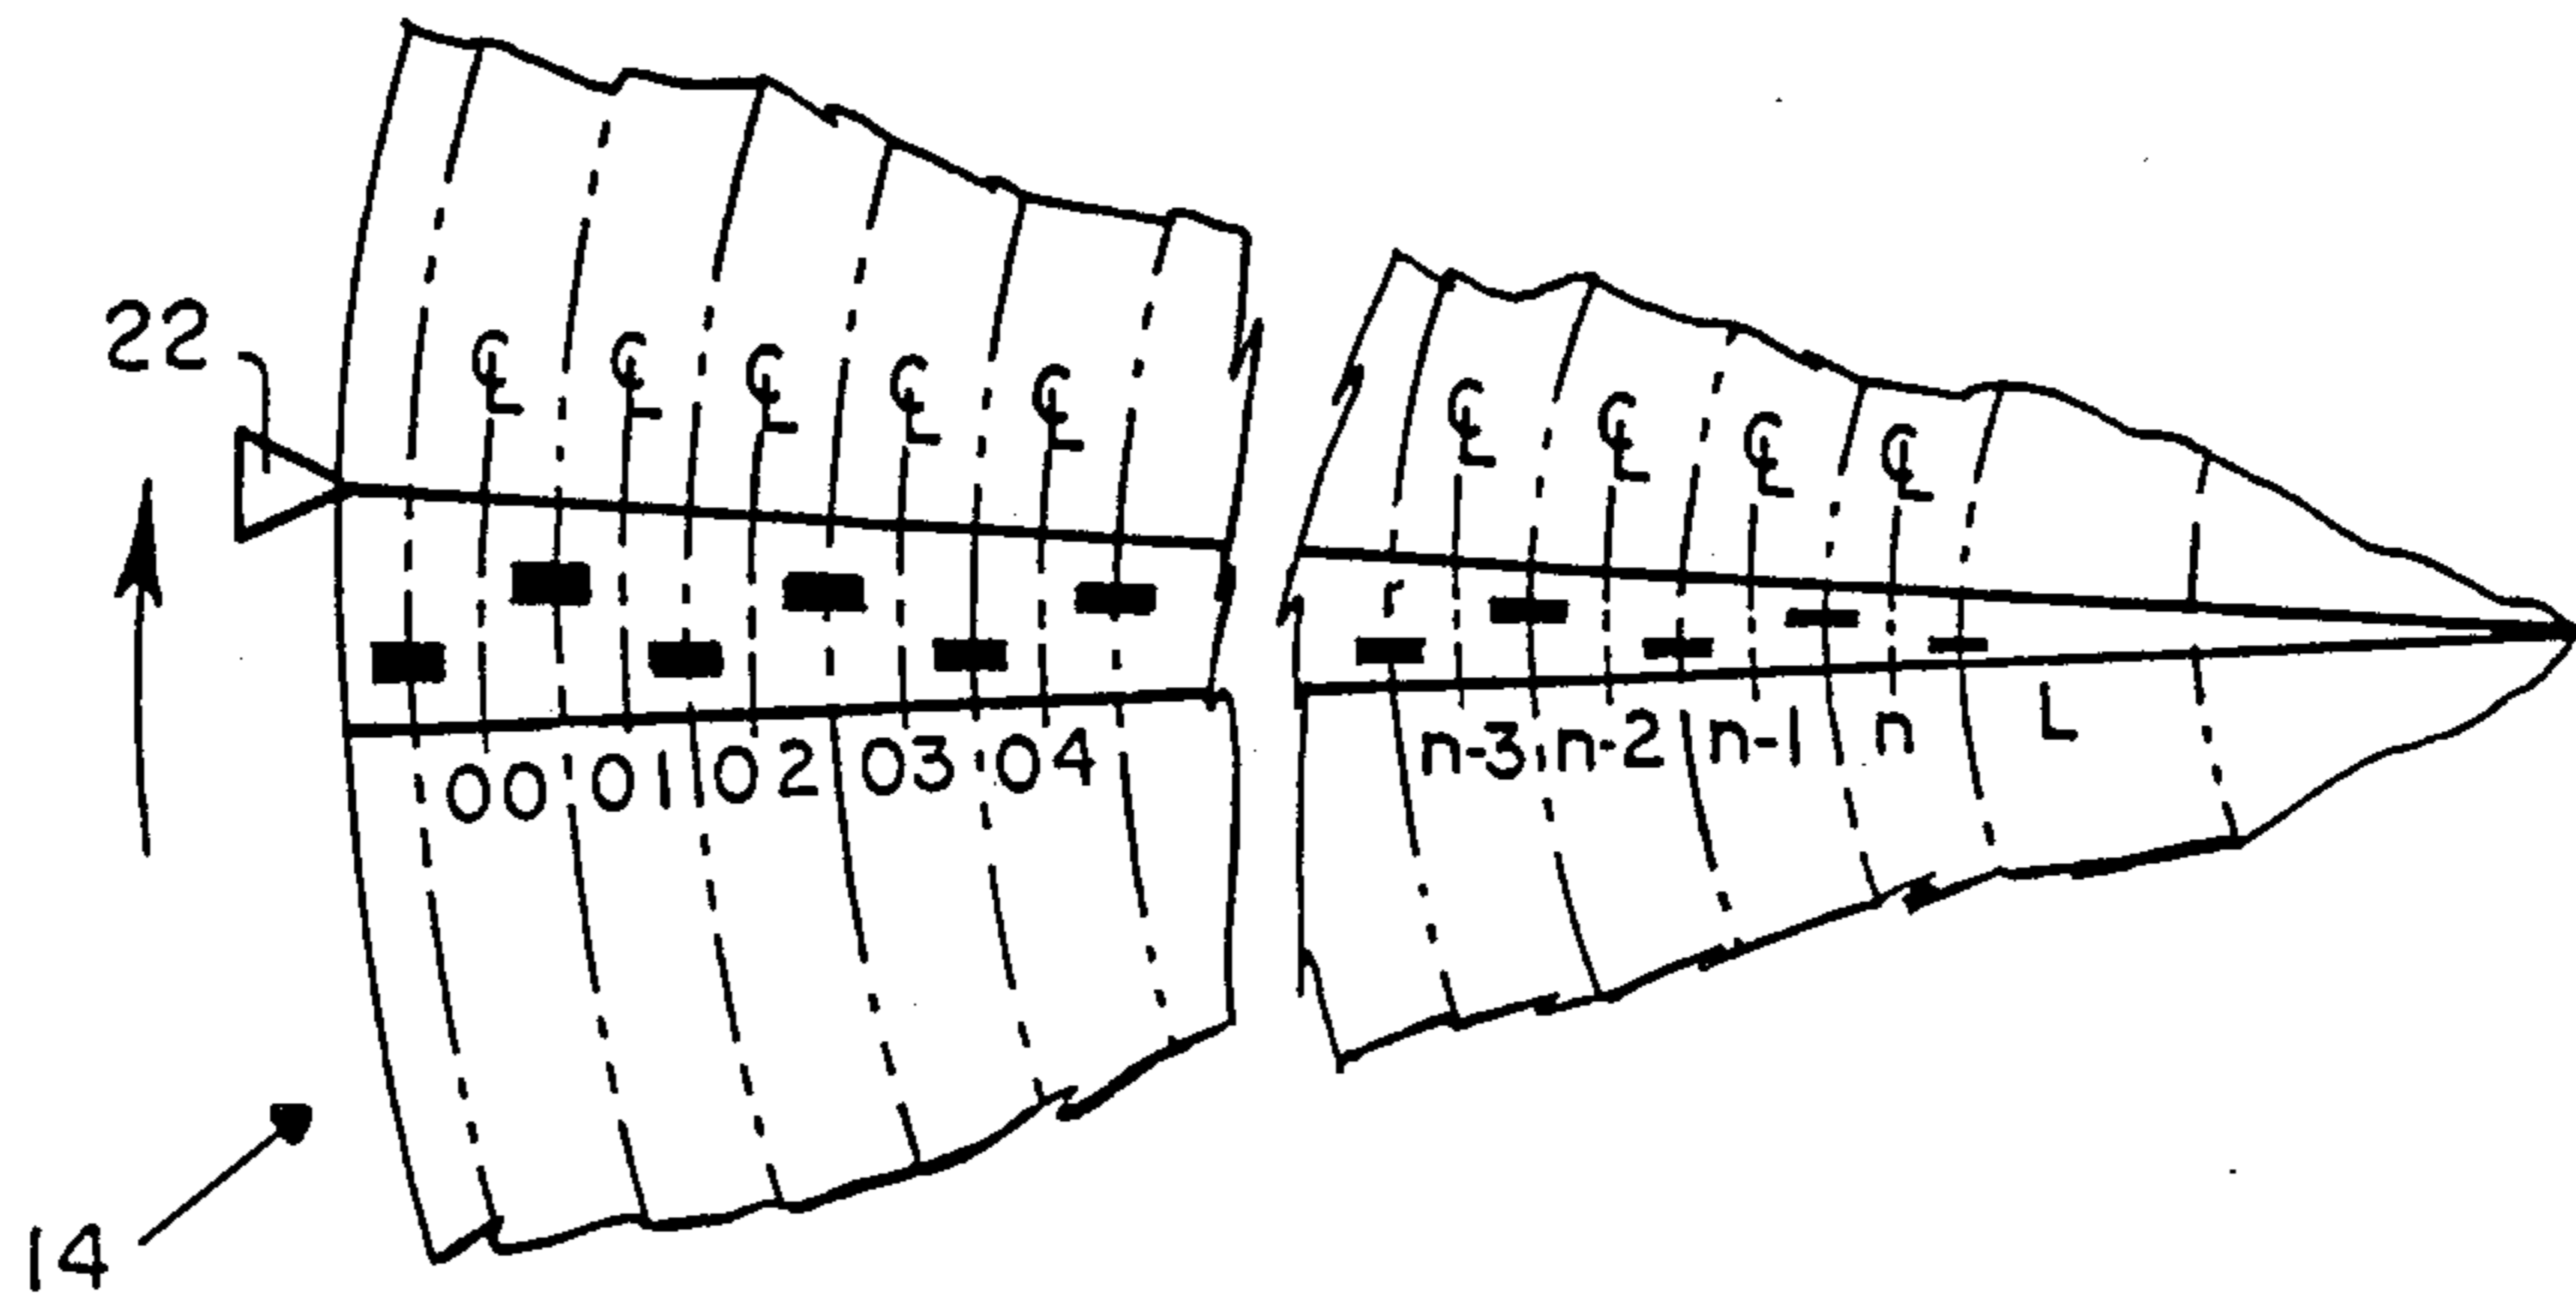 22
℄ ℄ ℄ ℄ ℄ ℄ ℄ ℄ ℄
00 01 02 03 04 n-3 n-2 n-1 n L
14